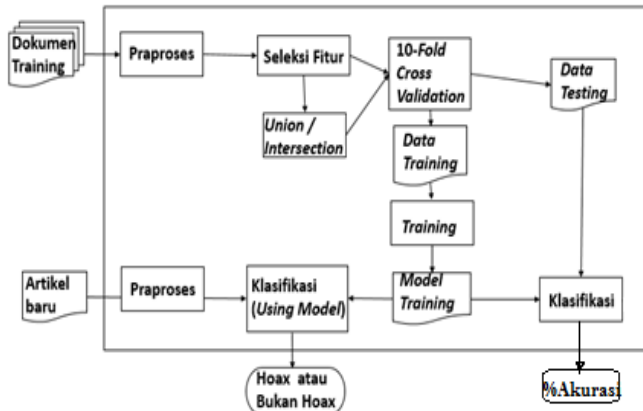 Dokumen
Training
Praproses
Seleksi Fitur
10-Fold
Cross
Validation
Data
Testing
Union /
Intersection
Data
Training
Training
Artikel
baru
Praproses
Klasifikasi
(Using Model)
Model
Training
Klasifikasi
Hoax atau
Bukan Hoax
%Akurasi